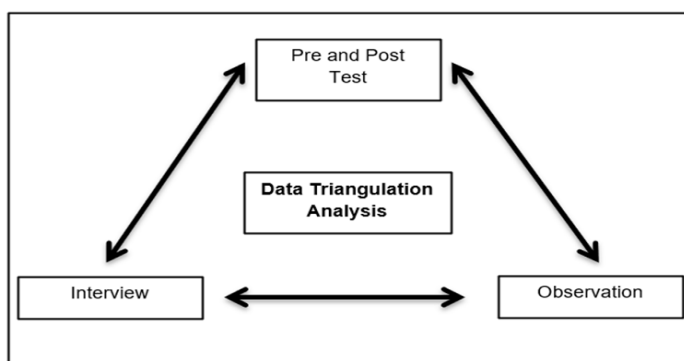 Pre and Post
Test
Data Triangulation
Analysis
Interview
Observation